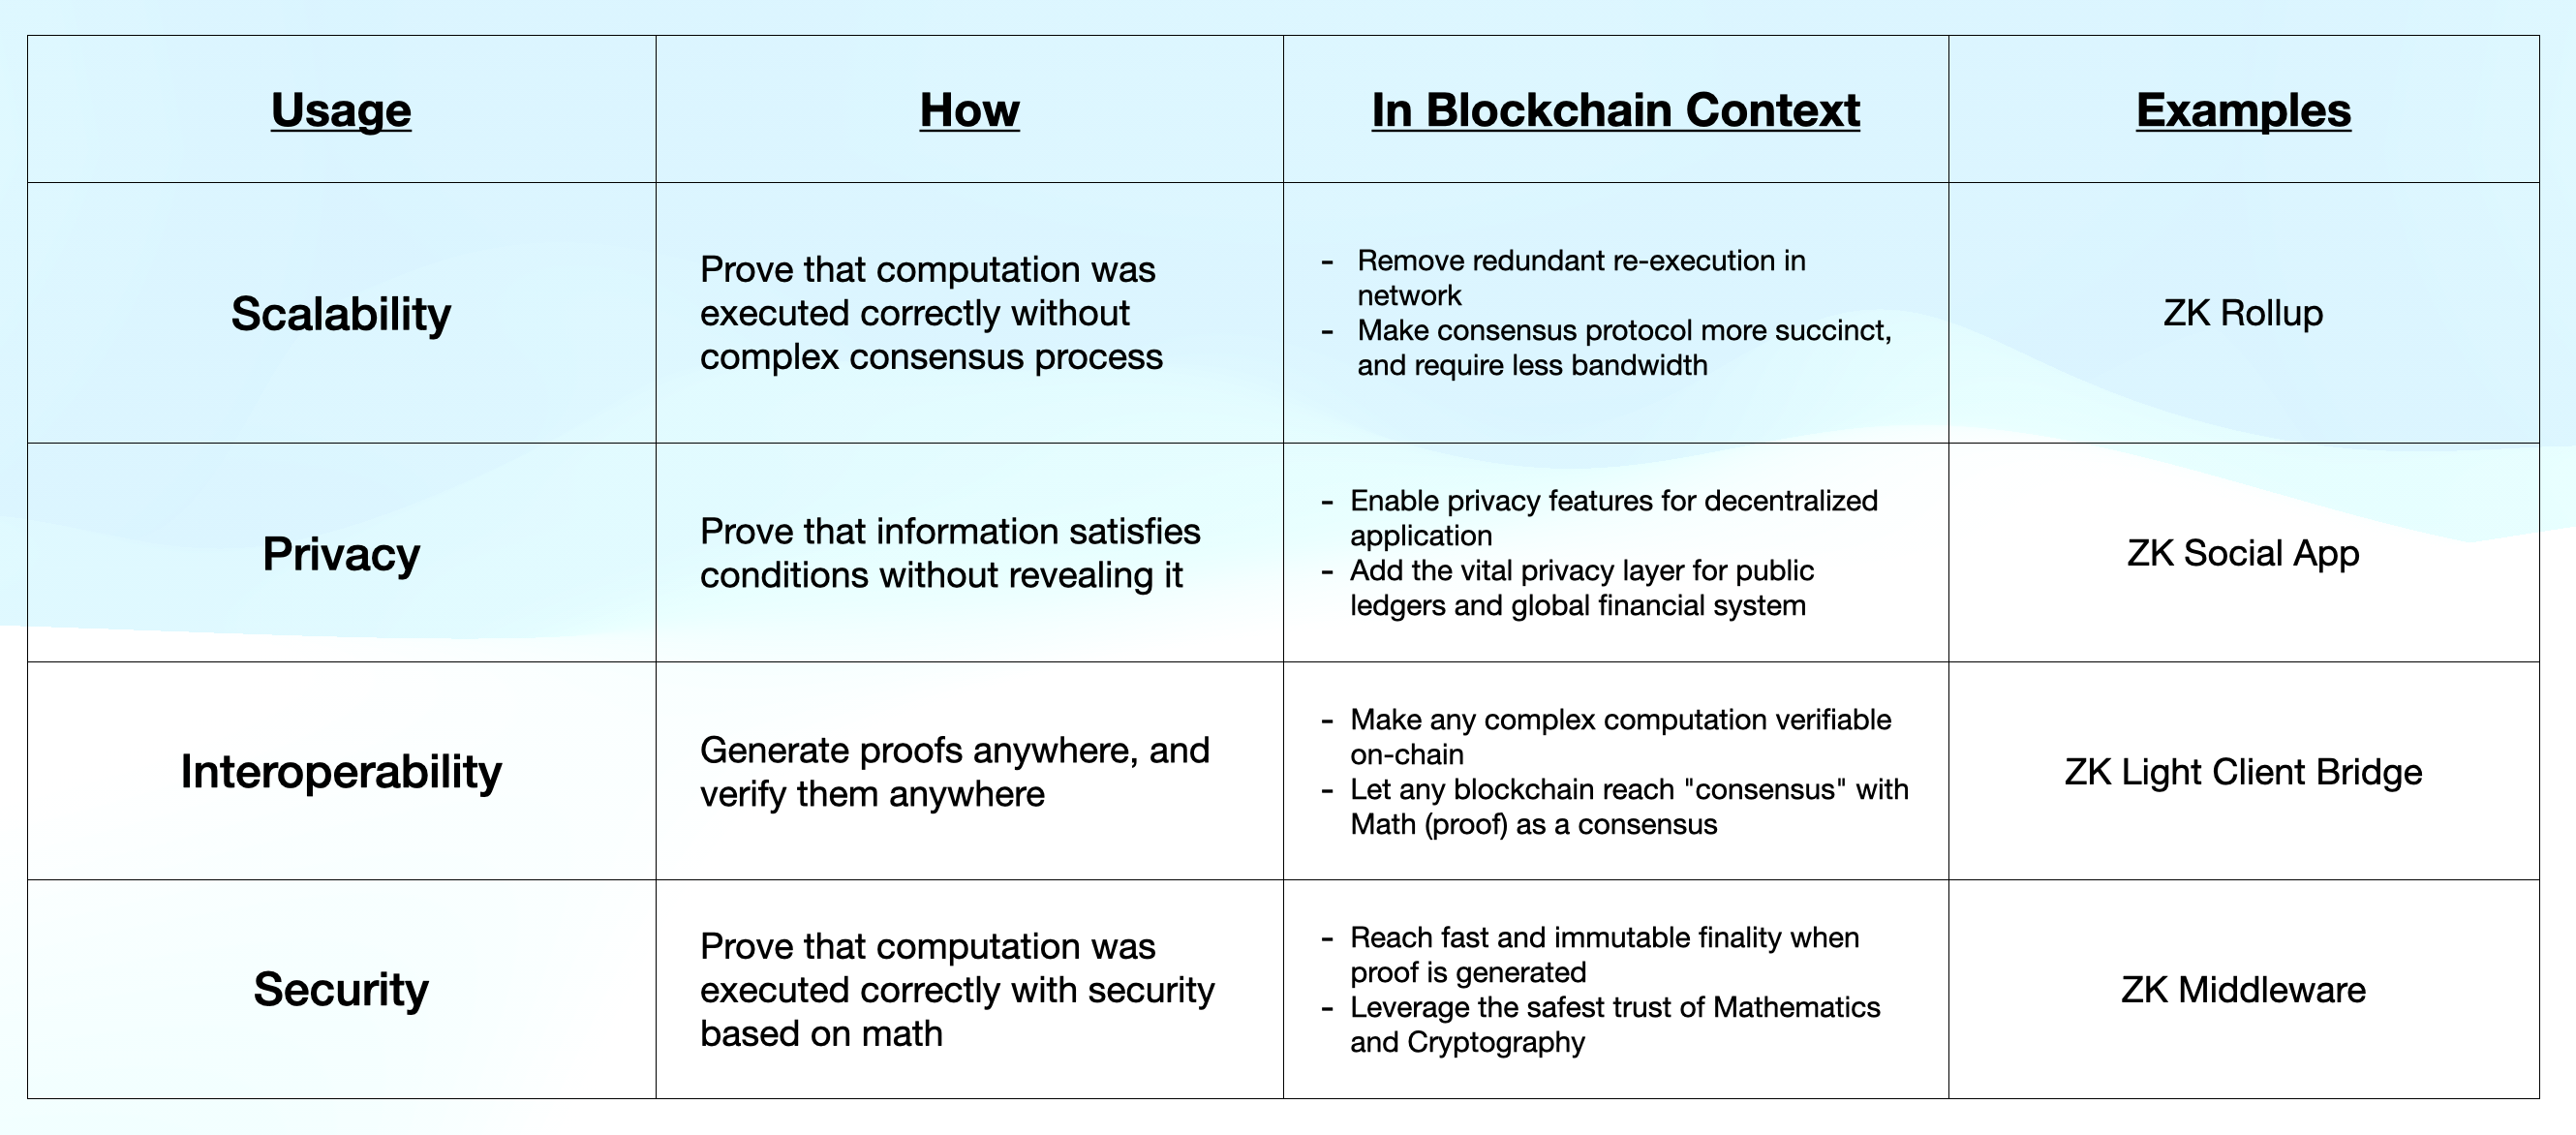 Usage
How
In Blockchain Context
Examples
Scalability
Prove that computation was
executed correctly without
complex consensus process
- Remove redundant re-execution in
network
- Make consensus protocol more succinct,
and require less bandwidth
ZK Rollup
Privacy
Prove that information satisfies
conditions without revealing it
- Enable privacy features for decentralized
application
- Add the vital privacy layer for public
ledgers and global financial system
ZK Social App
Interoperability
Generate proofs anywhere, and
verify them anywhere
- Make any complex computation verifiable
on-chain
- Let any blockchain reach "consensus" with
Math (proof) as a consensus
ZK Light Client Bridge
Security
Prove that computation was
executed correctly with security
based on math
- Reach fast and immutable finality when
proof is generated
- Leverage the safest trust of Mathematics
and Cryptography
ZK Middleware